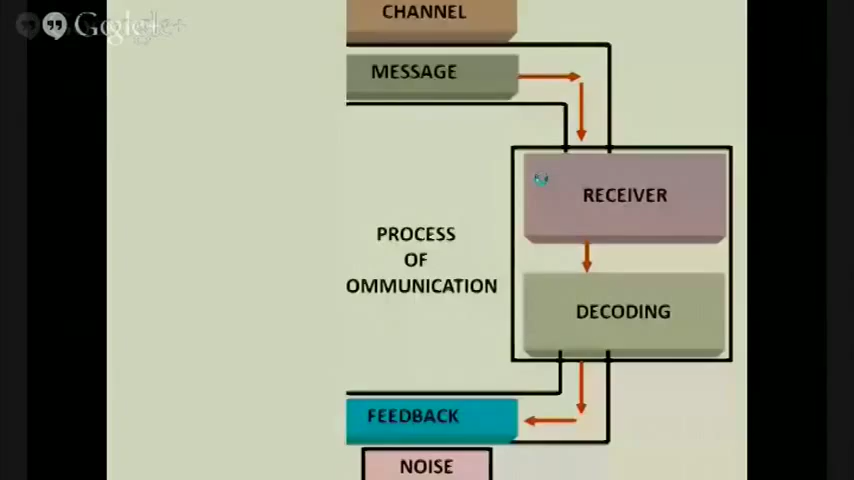 Google+
CHANNEL
MESSAGE
RECEIVER
PROCESS
OF
OMMUNICATION
DECODING
FEEDBACK
NOISE